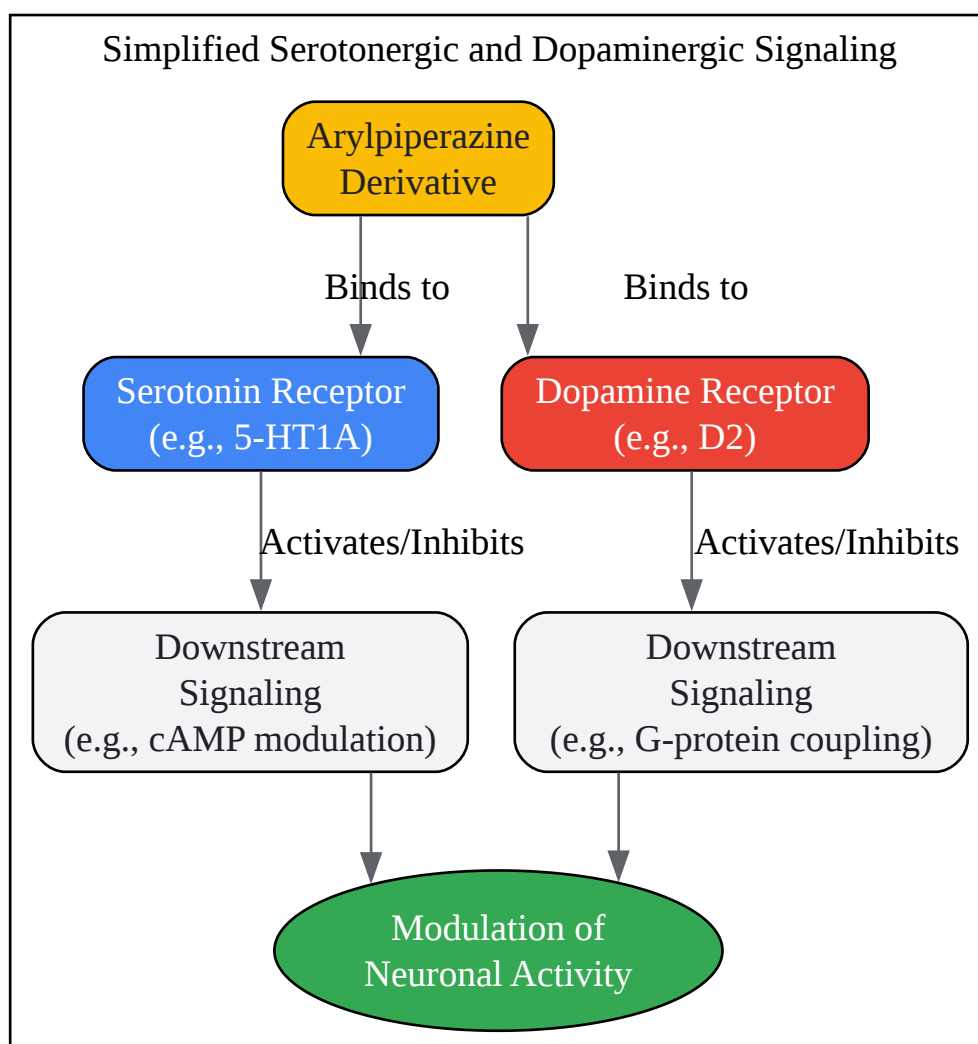 Simplified Serotonergic and Dopaminergic Signaling
Arylpiperazine
Derivative
Binds to
Binds to
Serotonin Receptor
(e.g., 5-HT1A)
Dopamine Receptor
(e.g., D2)
Activates/Inhibits
Activates/Inhibits
Downstream
Signaling
(e.g., cAMP modulation)
Downstream
Signaling
(e.g., G-protein coupling)
Modulation of
Neuronal Activity